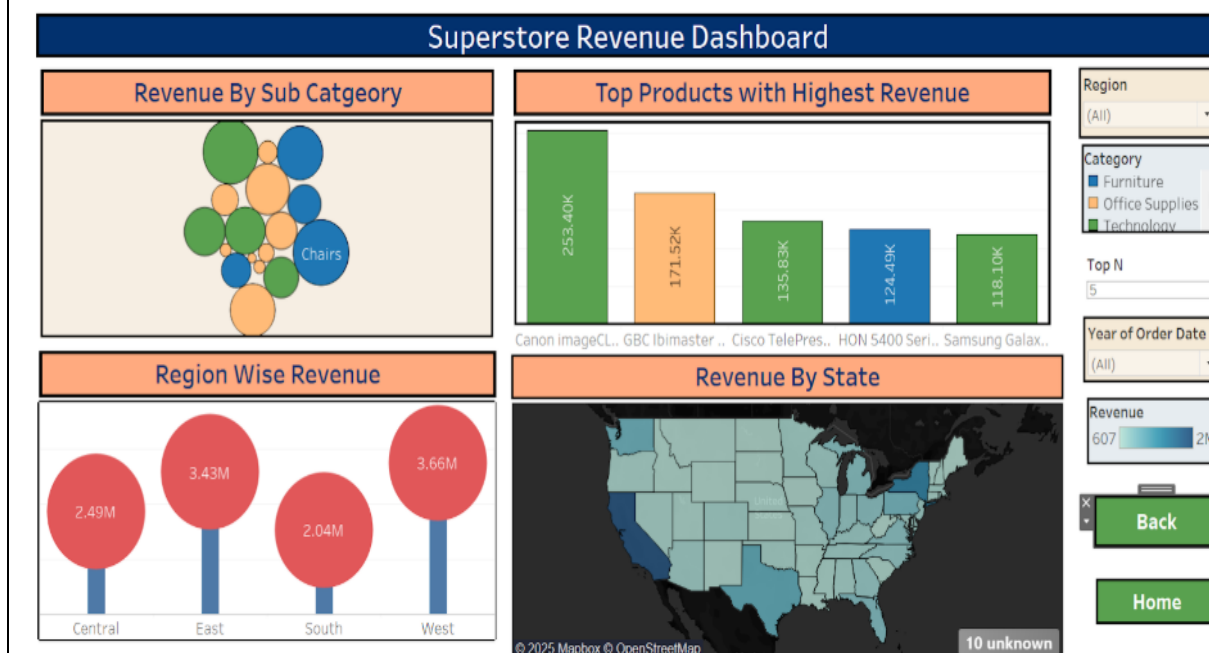 Superstore Revenue Dashboard
Revenue By Sub Catgeory
Chairs
Top Products with Highest Revenue
253.40K
171.52K
135.83K
124.49K
118.10K
Canon imageCL.. GBC Ibimaster .. Cisco TelePres.. HON 5400 Seri.. Samsung Galax..
Region
(All)
Category
Furniture
Office Supplies
Technology
Top N
5
Year of Order Date
(All)
Revenue
607 2M
Back
Home
Region Wise Revenue
2.49M
3.43M
2.04M
3.66M
Central East South West
Revenue By State
United
© 2025 Mapbox © OpenStreetMap
10 unknown